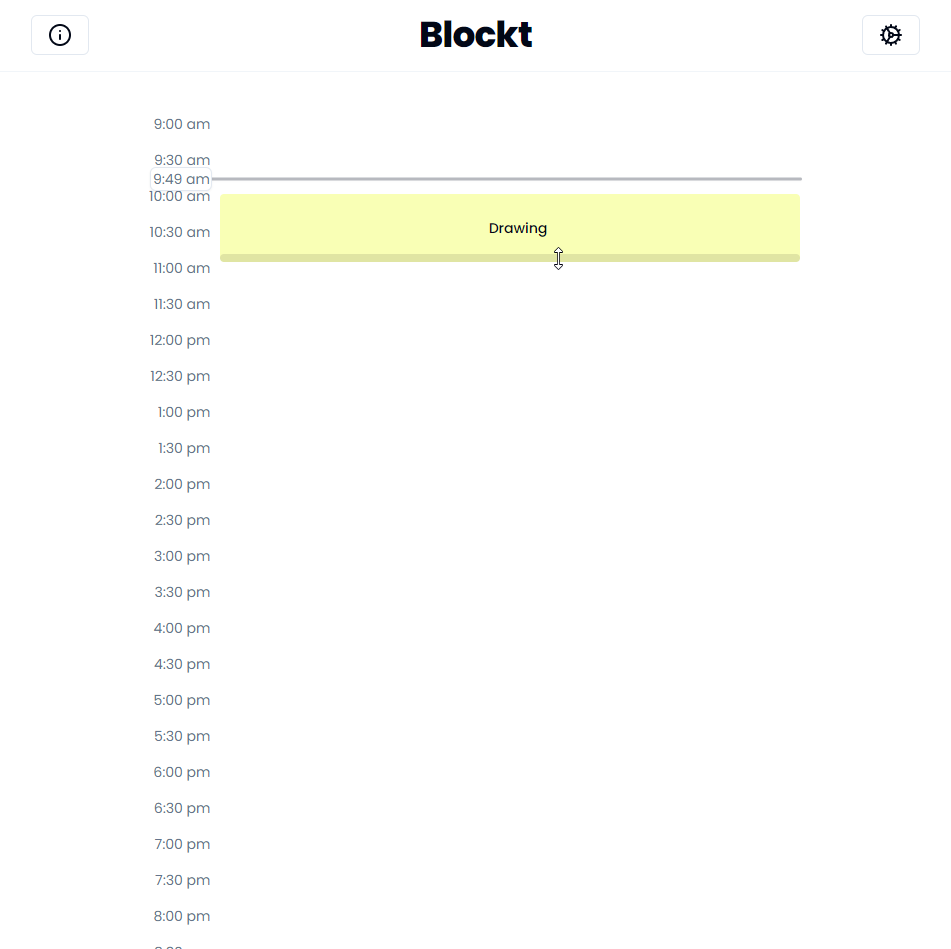 Blockt
9:00 am
9:30 am
9:49 am
10:00 am
Drawing
10:30 am
11:00 am
11:30 am
12:00 pm
12:30 pm
1:00 pm
1:30 pm
2:00 pm
2:30 pm
3:00 pm
3:30 pm
4:00 pm
4:30 pm
5:00 pm
5:30 pm
6:00 pm
6:30 pm
7:00 pm
7:30 pm
8:00 pm